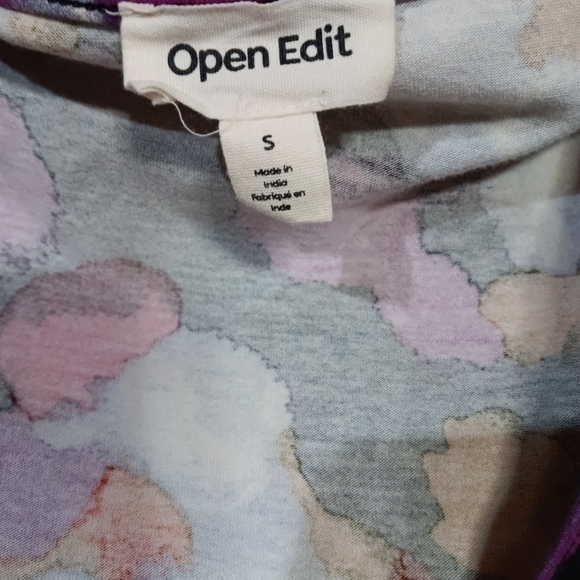 Open Edit
S
Made in
India
Fabriqué en
Inde